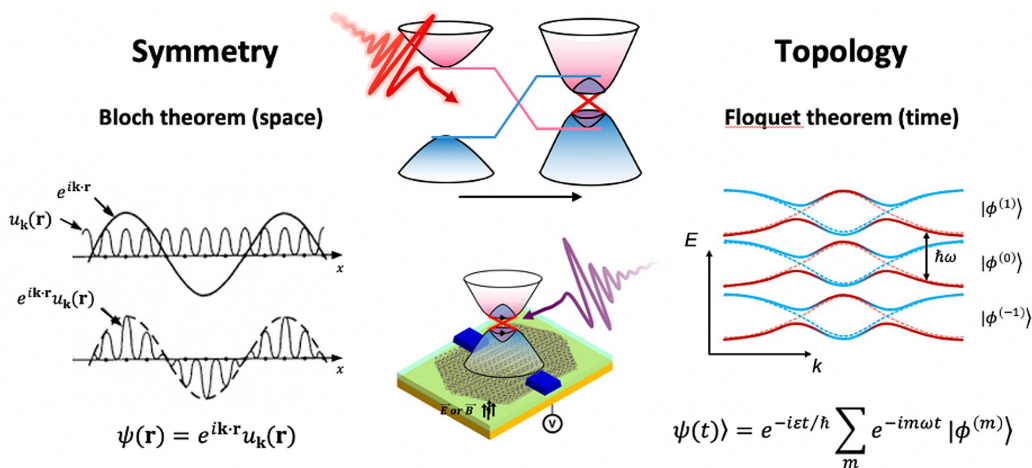 Symmetry
Bloch theorem (space)
e^{i𝐤·𝐫}
u_𝐤(𝐫)
x
e^{i𝐤·𝐫}u_𝐤(𝐫)
x
ψ(𝐫) = e^{i𝐤·𝐫}u_𝐤(𝐫)
E⃗ or B⃗
V
Topology
Floquet theorem (time)
E
|ϕ^{(1)}⟩
ℏω
|ϕ^{(0)}⟩
|ϕ^{(-1)}⟩
k
ψ(t)⟩ = e^{-iεt/ℏ} ∑_m e^{-imωt} |ϕ^{(m)}⟩